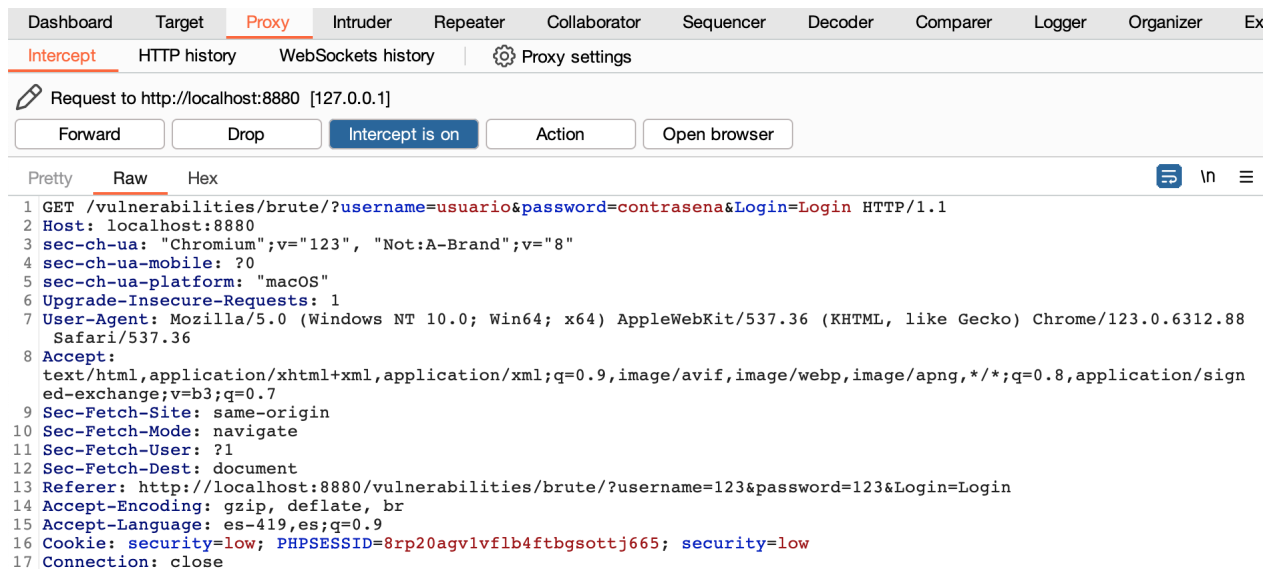 Dashboard Target Proxy Intruder Repeater Collaborator Sequencer Decoder Comparer Logger Organizer Ex
Intercept HTTP history WebSockets history Proxy settings
Request to http://localhost:8880 [127.0.0.1]
Forward Drop Intercept is on Action Open browser
Pretty Raw Hex \n
1 GET /vulnerabilities/brute/?username=usuario&password=contrasena&Login=Login HTTP/1.1
2 Host: localhost:8880
3 sec-ch-ua: "Chromium";v="123", "Not:A-Brand";v="8"
4 sec-ch-ua-mobile: ?0
5 sec-ch-ua-platform: "macOS"
6 Upgrade-Insecure-Requests: 1
7 User-Agent: Mozilla/5.0 (Windows NT 10.0; Win64; x64) AppleWebKit/537.36 (KHTML, like Gecko) Chrome/123.0.6312.88
Safari/537.36
8 Accept:
text/html,application/xhtml+xml,application/xml;q=0.9,image/avif,image/webp,image/apng,*/*;q=0.8,application/sign
ed-exchange;v=b3;q=0.7
9 Sec-Fetch-Site: same-origin
10 Sec-Fetch-Mode: navigate
11 Sec-Fetch-User: ?1
12 Sec-Fetch-Dest: document
13 Referer: http://localhost:8880/vulnerabilities/brute/?username=123&password=123&Login=Login
14 Accept-Encoding: gzip, deflate, br
15 Accept-Language: es-419,es;q=0.9
16 Cookie: security=low; PHPSESSID=8rp20agv1vflb4ftbgsottj665; security=low
17 Connection: close